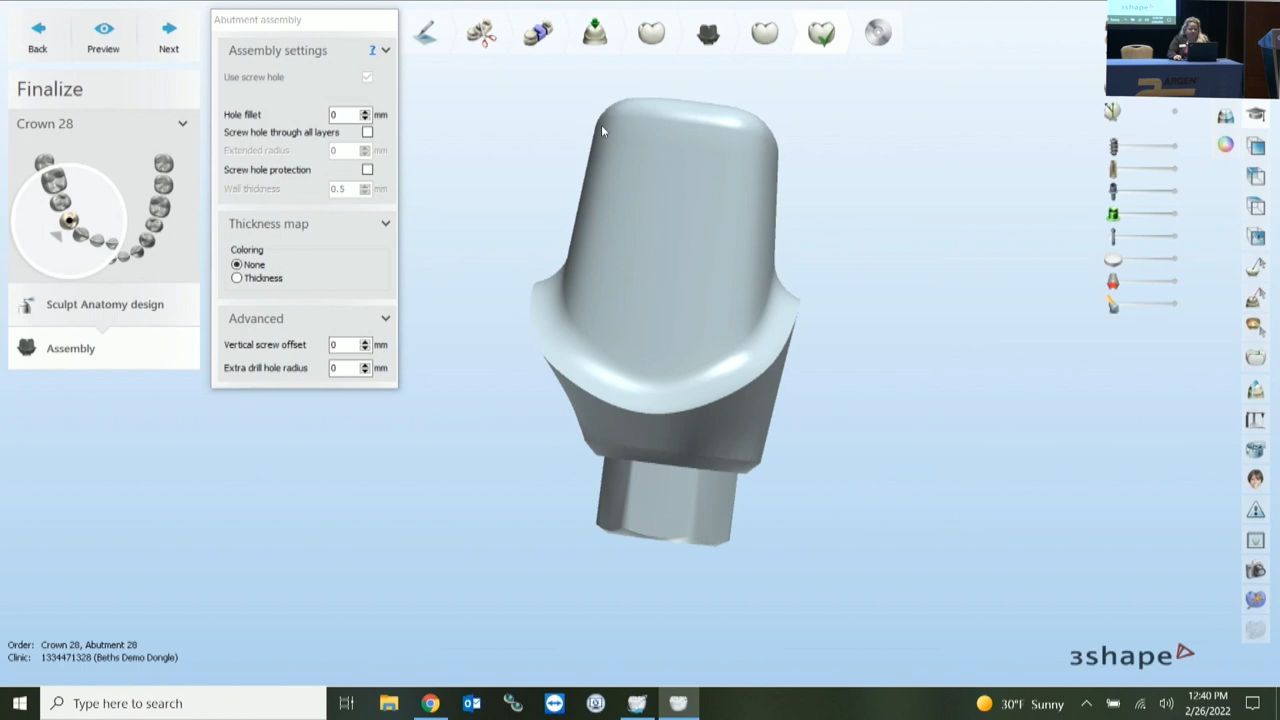 Back
Preview
Next
Finalize
Crown 28
Sculpt Anatomy design
Assembly
Abutment assembly
Assembly settings
?
Use screw hole
Hole fillet 0 mm
Screw hole through all layers
Extended radius 0 mm
Screw hole protection
Wall thickness 0.5 mm
Thickness map
Coloring
None
Thickness
Advanced
Vertical screw offset 0 mm
Extra drill hole radius 0 mm
3shape
ARGEN
Order: Crown 28, Abutment 28
Clinic: 1334471328 (Beths Demo Dongle)
3shape
Type here to search
30°F Sunny
12:40 PM
2/26/2022